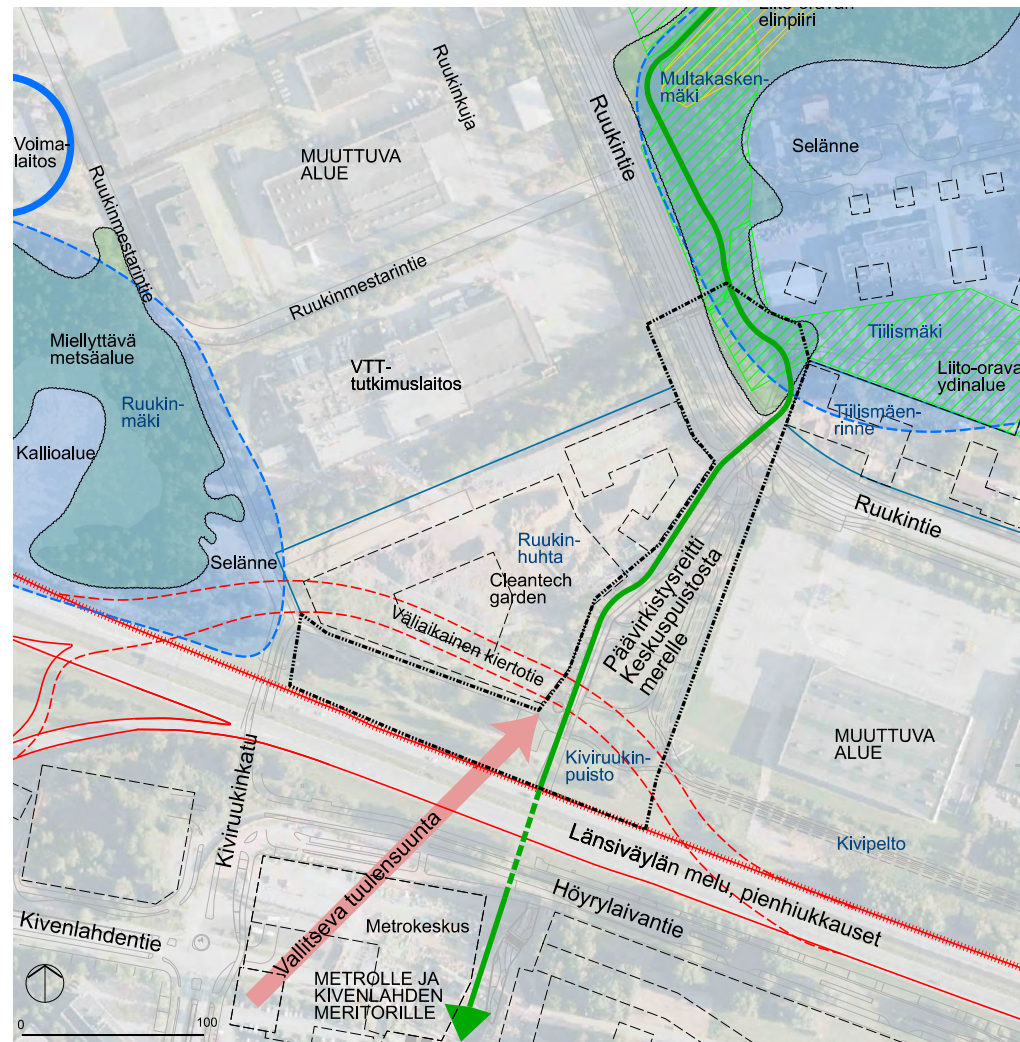 Liito-oravan
elinpiiri
Multakasken-
mäki
Ruukinkuja
Ruukintie
Voima-
laitos
MUUTTUVA
ALUE
Selänne
Ruukinmestarintie
Ruukinmestarintie
Miellyttävä
metsäalue
Ruukin-
mäki
Kallioalue
VTT-
tutkimuslaitos
Tiilismäki
Liito-orava
ydinalue
Tiilismäen-
rinne
Ruukintie
Selänne
Ruukin-
huhta
Cleantech
garden
Väliaikainen kiertotie
Päävirkistysreitti
Keskuspuistosta
merelle
MUUTTUVA
ALUE
Kiviruukin-
puisto
Kivipelto
Kiviruukinkatu
Länsiväylän melu, pienhiukkaset
Höyrylaivantie
Vallitseva tuulensuunta
Kivenlahdentie
Metrokeskus
METROLLE JA
KIVENLAHDEN
MERITORILLE
0 100